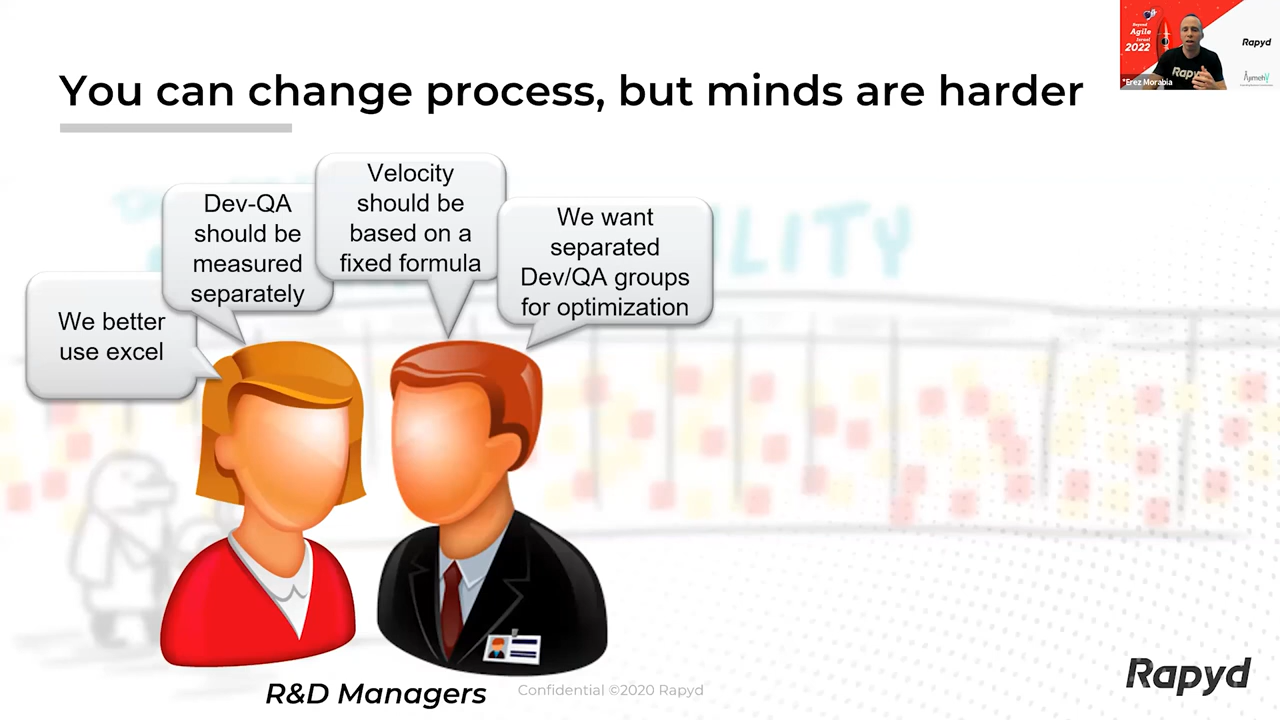 You can change process, but minds are harder
Beyond
Agile
Israel
2022
Rapyd
Rapyd
*Erez Morabia
We better
use excel
Dev-QA
should be
measured
separately
Velocity
should be
based on a
fixed formula
We want
separated
Dev/QA groups
for optimization
ILITY
R&D Managers
Confidential ©2020 Rapyd
Rapyd